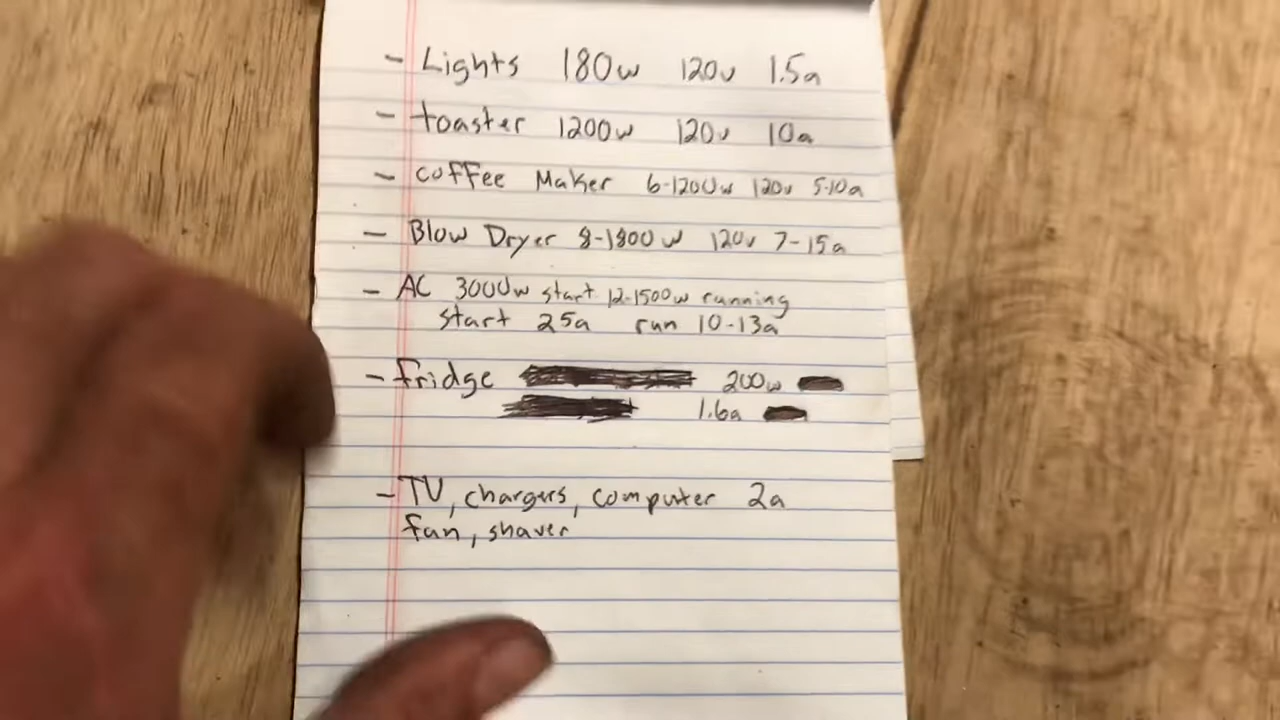 - Lights 180w 120v 1.5a
- toaster 1200w 120v 10a
- coffee Maker 6-1200w 120v 5-10a
- Blow Dryer 8-1800w 120v 7-15a
- AC 3000w start 12-1500w running
start 25a run 10-13a
- fridge 200w
1.6a
- TV, chargers, computer 2a
fan, shaver